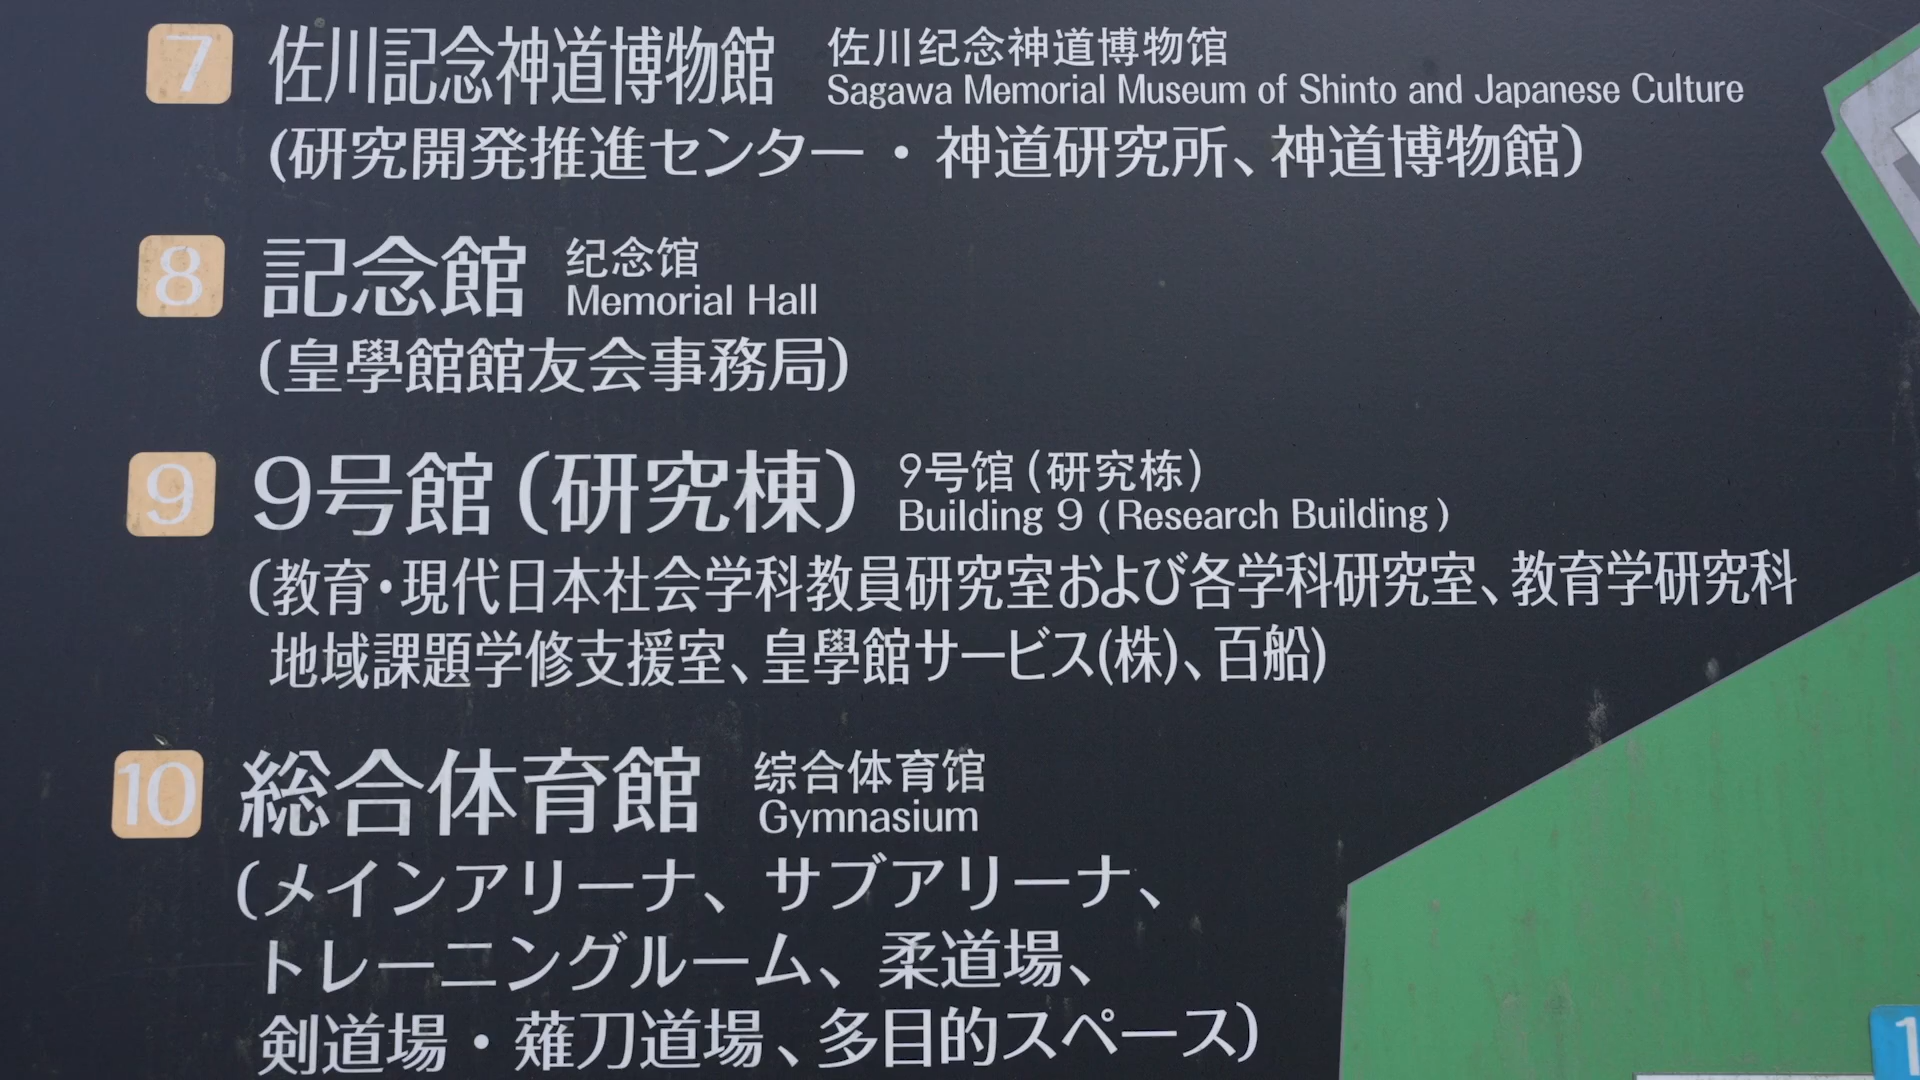 7 佐川記念神道博物館 佐川纪念神道博物馆
Sagawa Memorial Museum of Shinto and Japanese Culture
(研究開発推進センター・神道研究所、神道博物館)
8 記念館 纪念馆
Memorial Hall
(皇學館館友会事務局)
9 9号館(研究棟) 9号馆(研究栋)
Building 9 (Research Building)
(教育・現代日本社会学科教員研究室および各学科研究室、教育学研究科
地域課題学修支援室、皇學館サービス(株)、百船)
10 総合体育館 综合体育馆
Gymnasium
(メインアリーナ、サブアリーナ、
トレーニングルーム、柔道場、
剣道場・薙刀道場、多目的スペース)
1